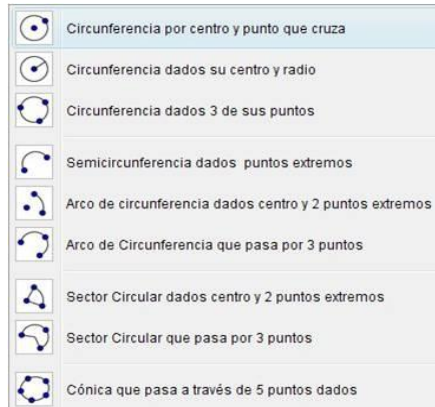 Circunferencia por centro y punto que cruza
Circunferencia dados su centro y radio
Circunferencia dados 3 de sus puntos
Semicircunferencia dados puntos extremos
Arco de circunferencia dados centro y 2 puntos extremos
Arco de Circunferencia que pasa por 3 puntos
Sector Circular dados centro y 2 puntos extremos
Sector Circular que pasa por 3 puntos
Cónica que pasa a través de 5 puntos dados